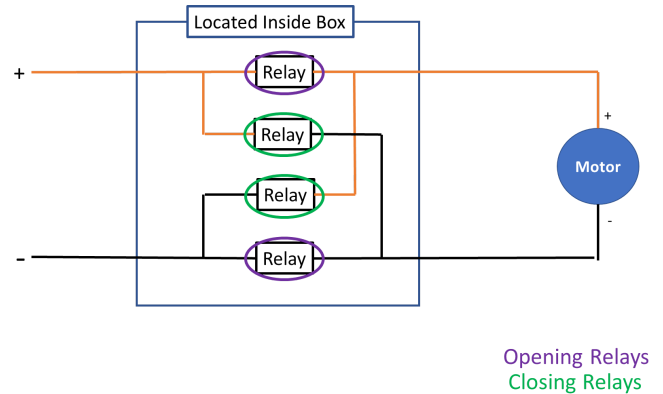 Located Inside Box
+
Relay
Relay
Relay
Relay
-
+
Motor
-
Opening Relays
Closing Relays